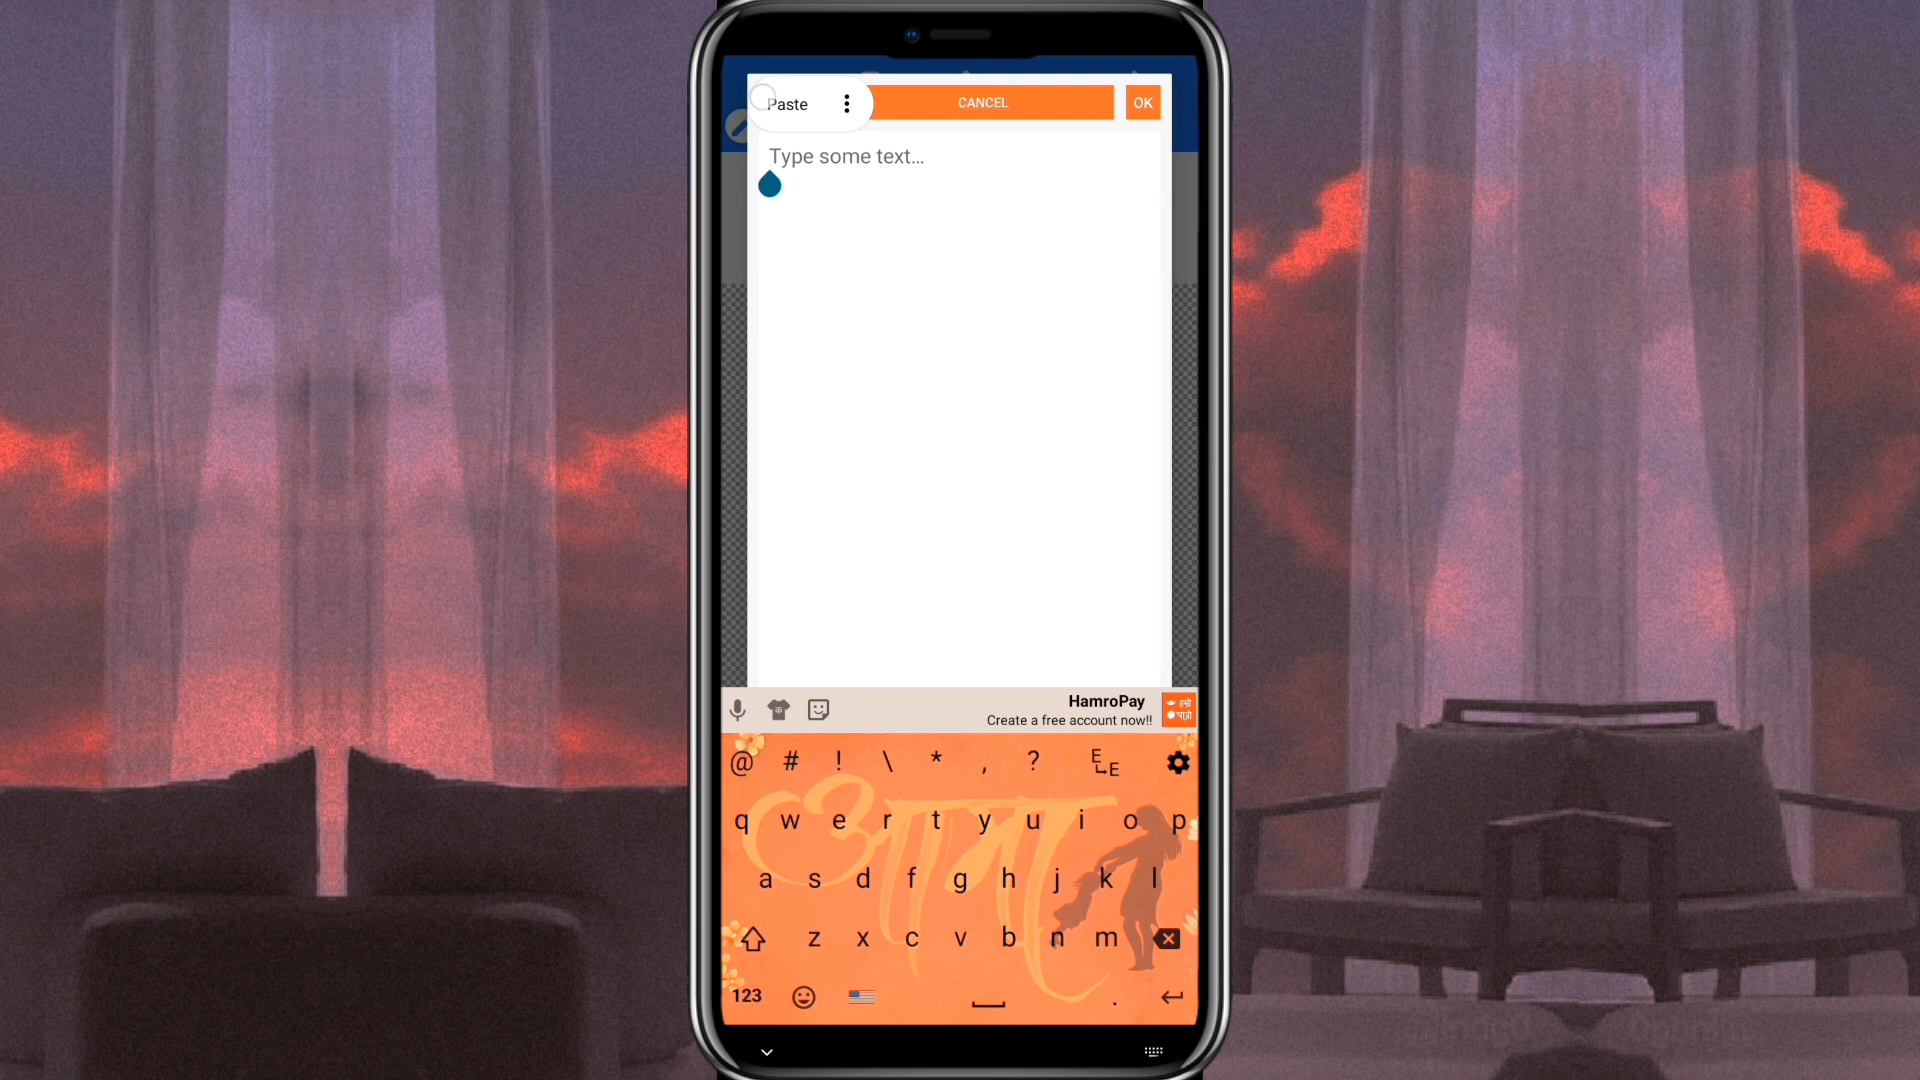 Paste
CANCEL
OK
Type some text...
HamroPay
Create a free account now!!
हाम्रो
पात्रो
@ # ! \ * , ? E E
q w e r t y u i o p
a s d f g h j k l
z x c v b n m
123 .
आमा